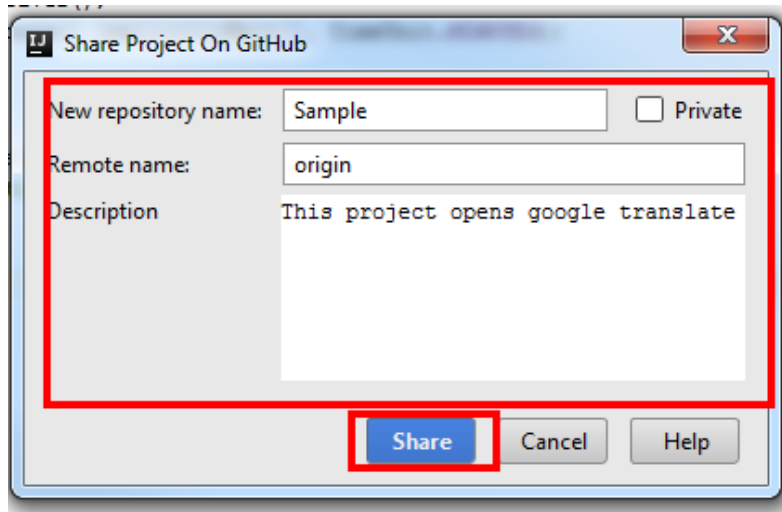 IJ Share Project On GitHub
New repository name: Sample Private
Remote name: origin
Description This project opens google translate
Share Cancel Help